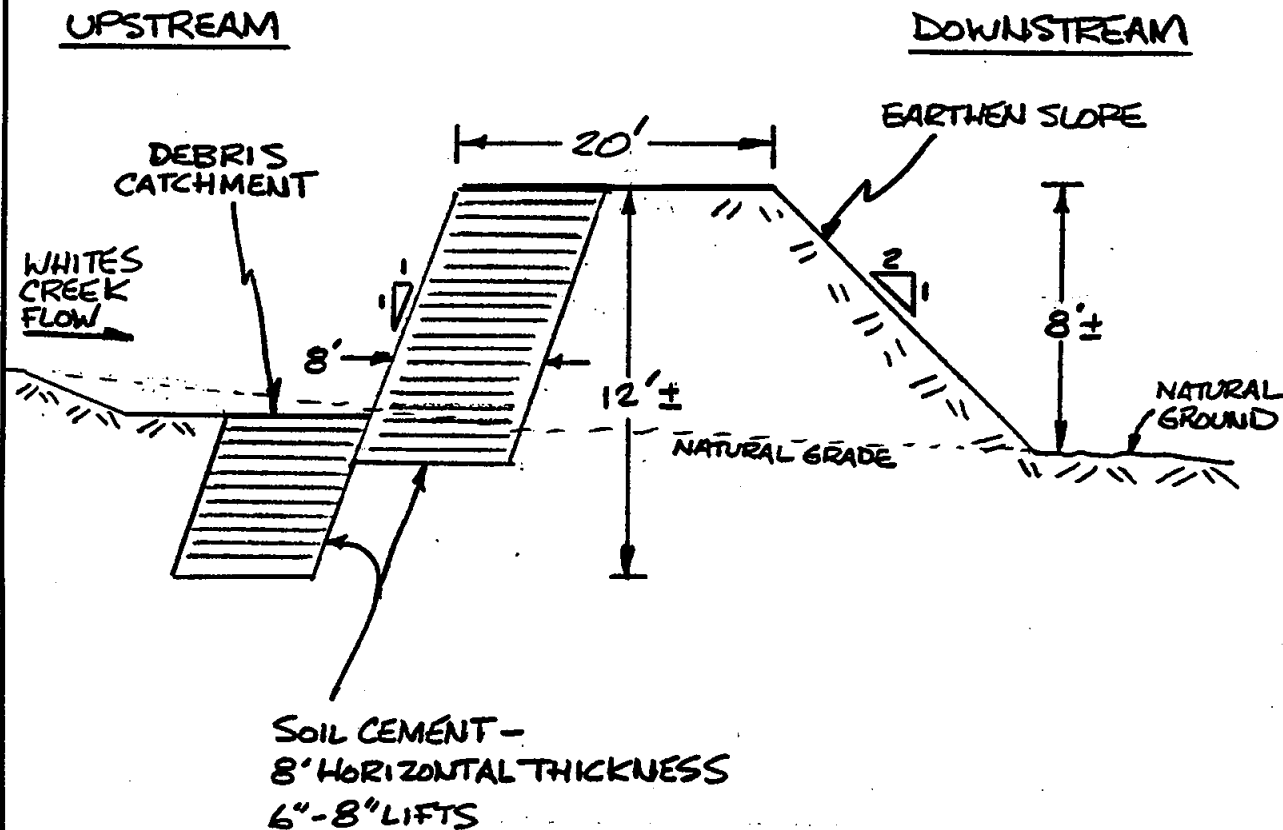 UPSTREAM
DOWNSTREAM
EARTHEN SLOPE
20'
DEBRIS
CATCHMENT
WHITES
CREEK
FLOW
1
1
2
1
8'
8'±
12'±
NATURAL
GROUND
NATURAL GRADE
SOIL CEMENT -
8' HORIZONTAL THICKNESS
6"-8" LIFTS